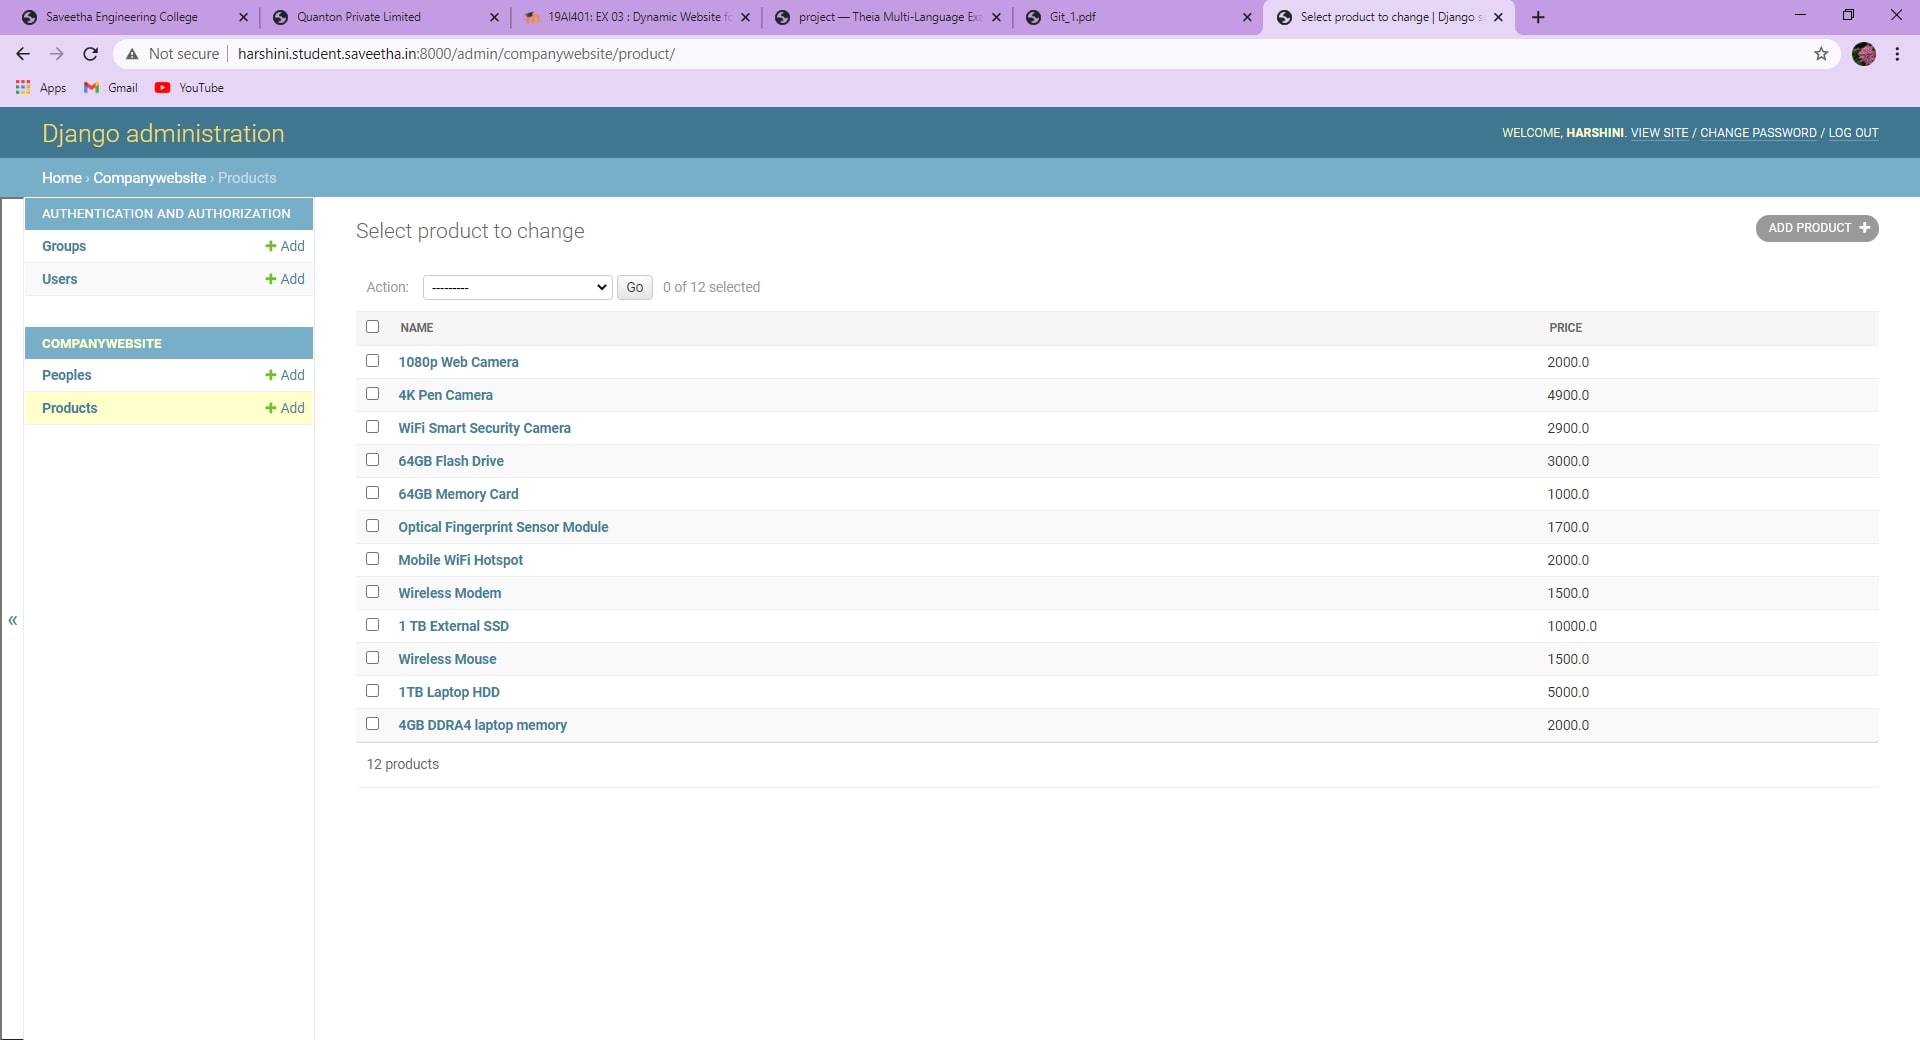 Saveetha Engineering College
Quanton Private Limited
19AI401: EX 03 : Dynamic Website fo
project — Theia Multi-Language Exa
Git_1.pdf
Select product to change | Django s
Not secure
harshini.student.saveetha.in:8000/admin/companywebsite/product/
Apps
Gmail
YouTube
Django administration
WELCOME, HARSHINI. VIEW SITE / CHANGE PASSWORD / LOG OUT
Home › Companywebsite › Products
AUTHENTICATION AND AUTHORIZATION
Groups + Add
Users + Add
COMPANYWEBSITE
Peoples + Add
Products + Add
«
Select product to change
ADD PRODUCT +
Action: --------- Go 0 of 12 selected
NAME PRICE
1080p Web Camera 2000.0
4K Pen Camera 4900.0
WiFi Smart Security Camera 2900.0
64GB Flash Drive 3000.0
64GB Memory Card 1000.0
Optical Fingerprint Sensor Module 1700.0
Mobile WiFi Hotspot 2000.0
Wireless Modem 1500.0
1 TB External SSD 10000.0
Wireless Mouse 1500.0
1TB Laptop HDD 5000.0
4GB DDRA4 laptop memory 2000.0
12 products